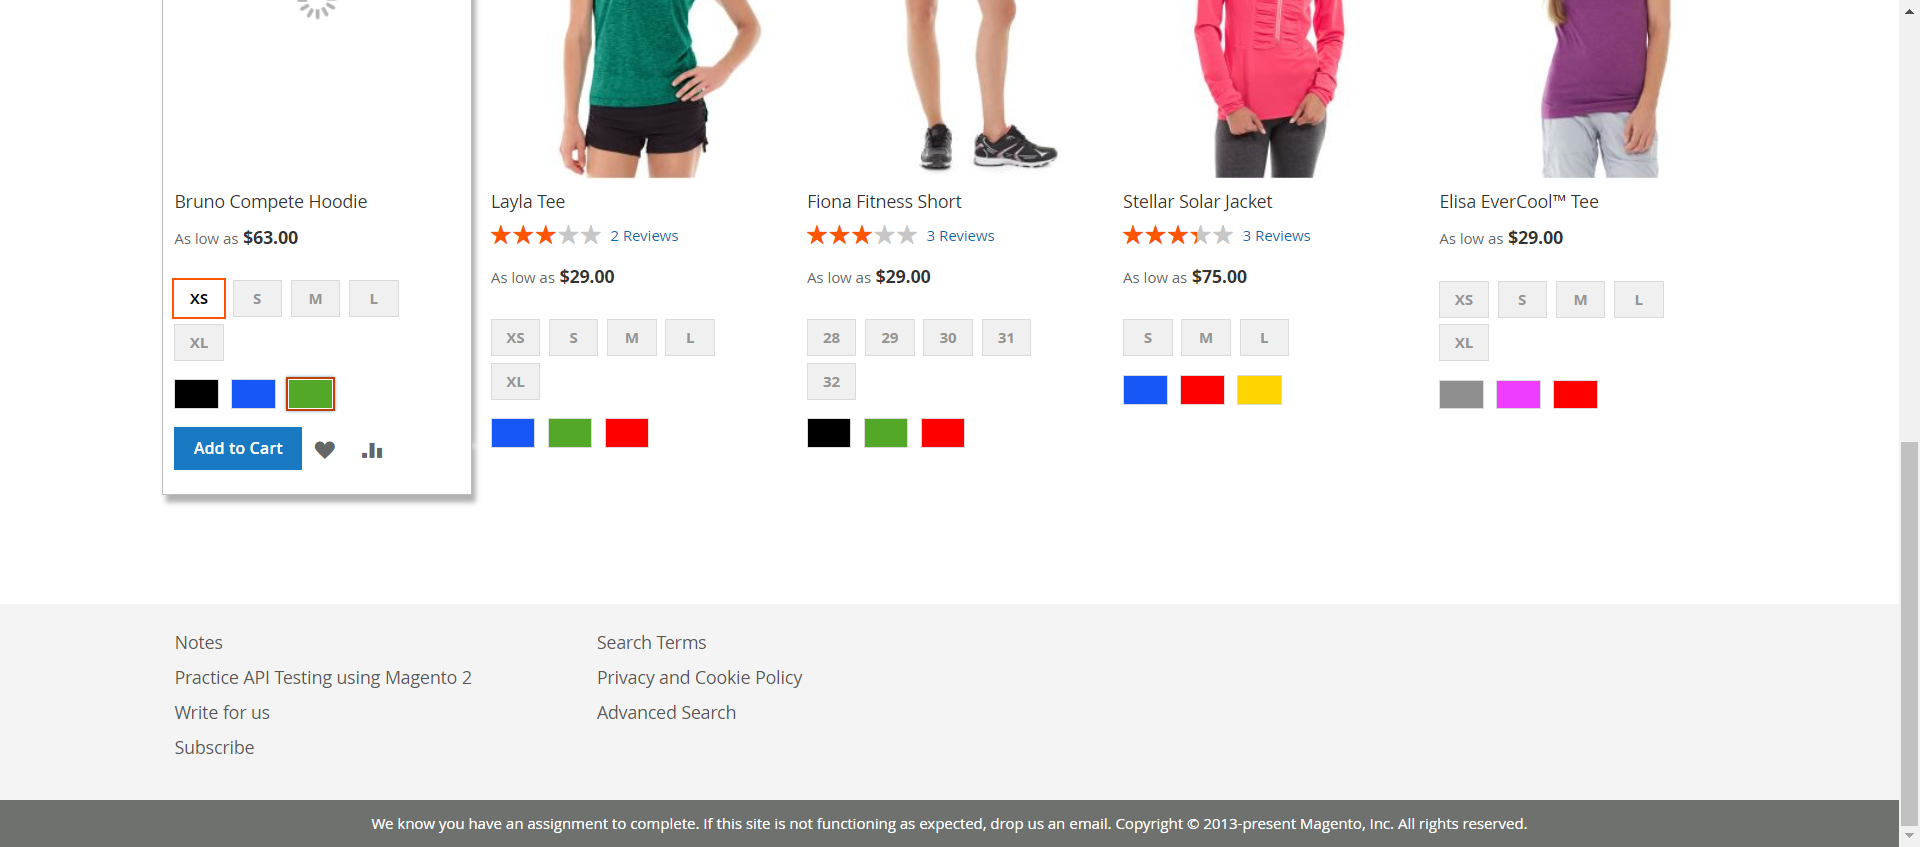 Bruno Compete Hoodie
As low as $63.00
XS S M L
XL
Add to Cart
Layla Tee
2 Reviews
As low as $29.00
XS S M L
XL
Fiona Fitness Short
3 Reviews
As low as $29.00
28 29 30 31
32
Stellar Solar Jacket
3 Reviews
As low as $75.00
S M L
Elisa EverCool™ Tee
As low as $29.00
XS S M L
XL
Notes
Practice API Testing using Magento 2
Write for us
Subscribe
Search Terms
Privacy and Cookie Policy
Advanced Search
We know you have an assignment to complete. If this site is not functioning as expected, drop us an email. Copyright © 2013-present Magento, Inc. All rights reserved.